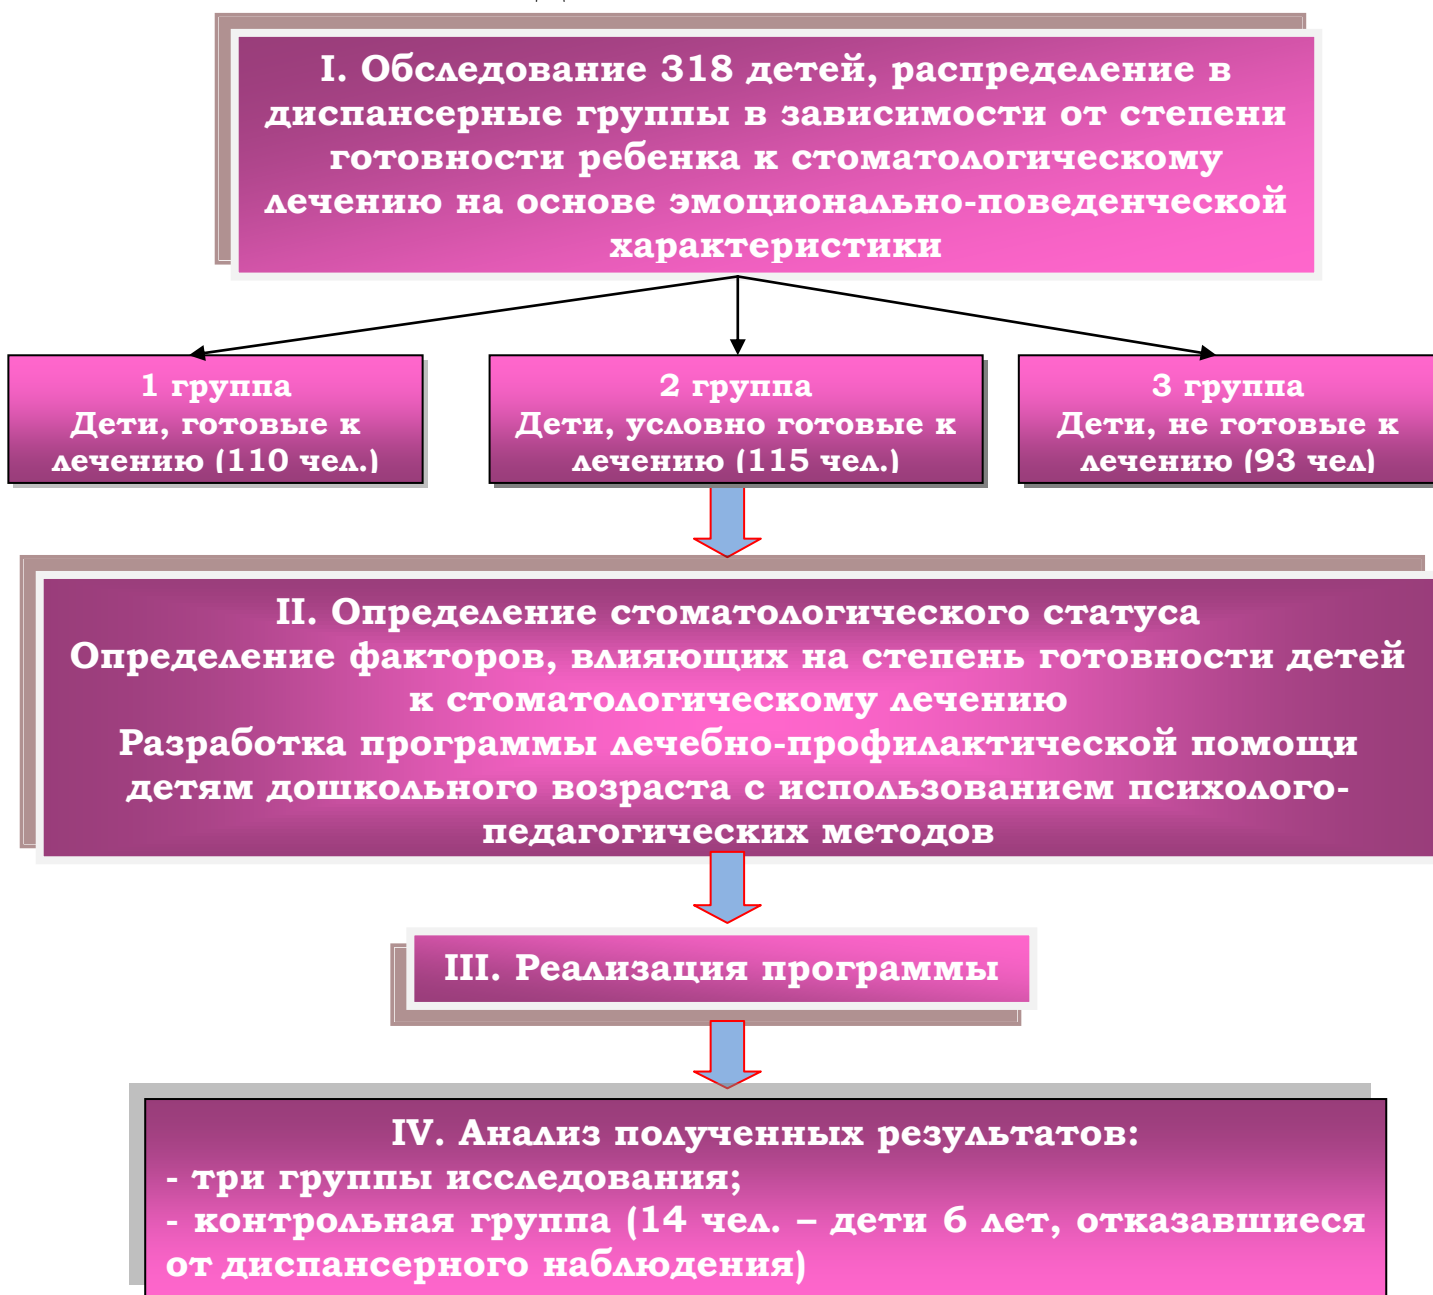 I. Обследование 318 детей, распределение в
диспансерные группы в зависимости от степени
готовности ребенка к стоматологическому
лечению на основе эмоционально-поведенческой
характеристики
1 группа
Дети, готовые к
лечению (110 чел.)
2 группа
Дети, условно готовые к
лечению (115 чел.)
3 группа
Дети, не готовые к
лечению (93 чел)
II. Определение стоматологического статуса
Определение факторов, влияющих на степень готовности детей
к стоматологическому лечению
Разработка программы лечебно-профилактической помощи
детям дошкольного возраста с использованием психолого-
педагогических методов
III. Реализация программы
IV. Анализ полученных результатов:
- три группы исследования;
- контрольная группа (14 чел. – дети 6 лет, отказавшиеся
от диспансерного наблюдения)